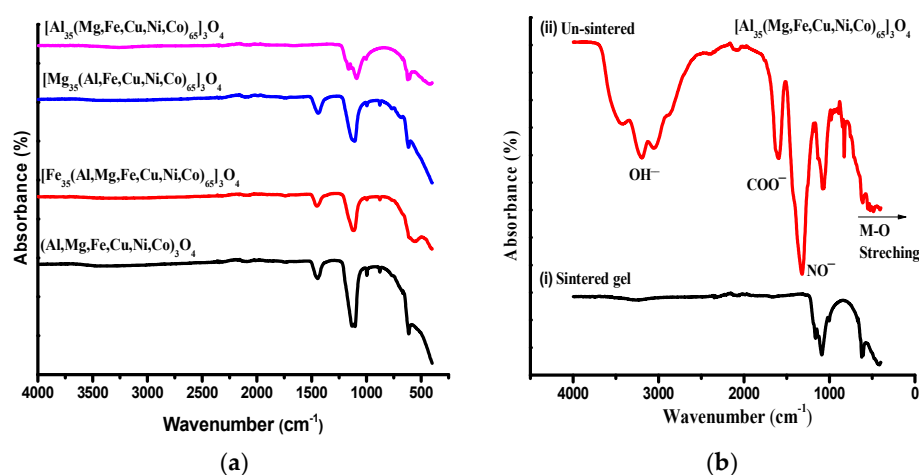 [Al₃₅(Mg,Fe,Cu,Ni,Co)₆₅]₃O₄
[Mg₃₅(Al,Fe,Cu,Ni,Co)₆₅]₃O₄
[Fe₃₅(Al,Mg,Fe,Cu,Ni,Co)₆₅]₃O₄
(Al,Mg,Fe,Cu,Ni,Co)₃O₄
Absorbance (%)
4000 3500 3000 2500 2000 1500 1000 500
Wavenumber (cm⁻¹)
(a)
(ii) Un-sintered
[Al₃₅(Mg,Fe,Cu,Ni,Co)₆₅]₃O₄
OH⁻
COO⁻
NO⁻
M-O
Streching
(i) Sintered gel
Absorbance (%)
4000 3000 2000 1000 0
Wavenumber (cm⁻¹)
(b)